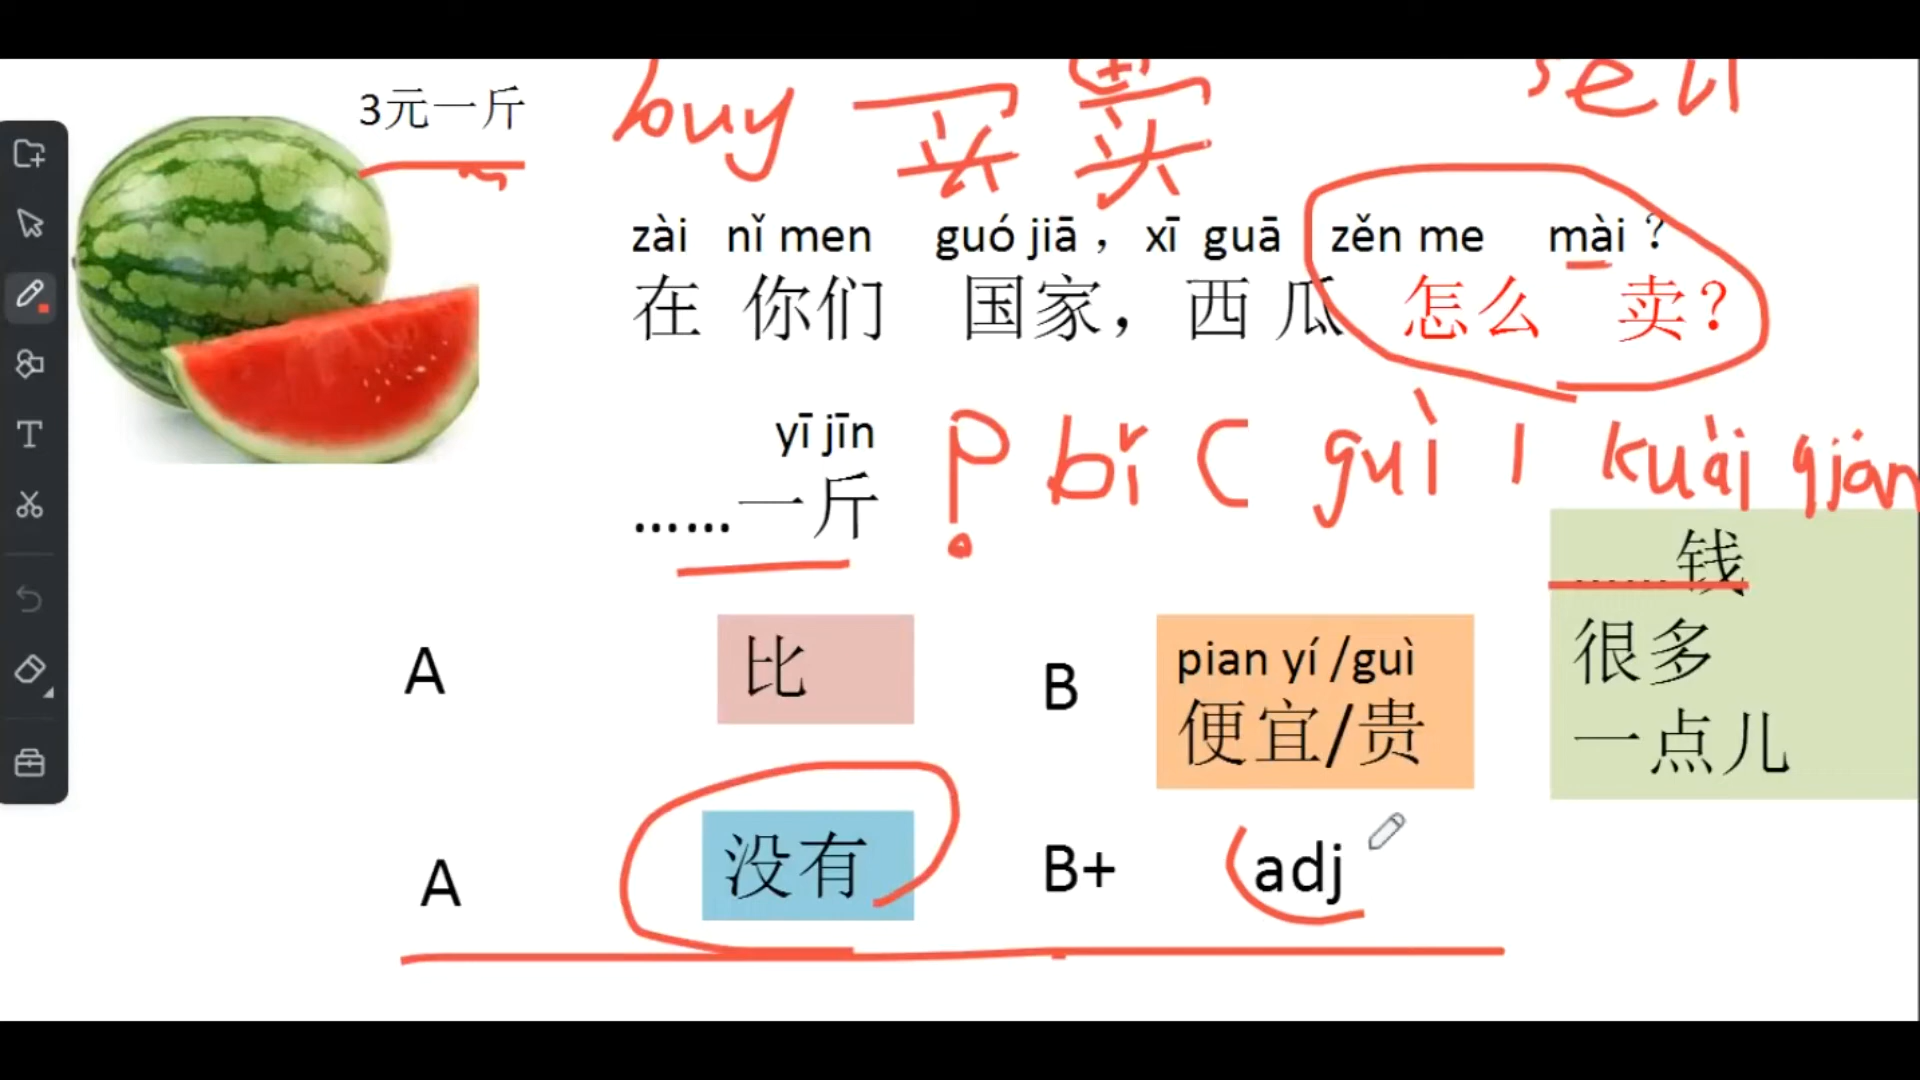 3元一斤
buy 买 卖 sell
zài nǐ men guó jiā ，xī guā zěn me mài ？
在 你们 国家，西 瓜 怎么 卖？
yī jīn
……一斤
P bǐ C guì 1 kuài qián
……钱
很多
一点儿
A 比 B
pian yí /guì
便宜/贵
A 没有 B+ adj
T